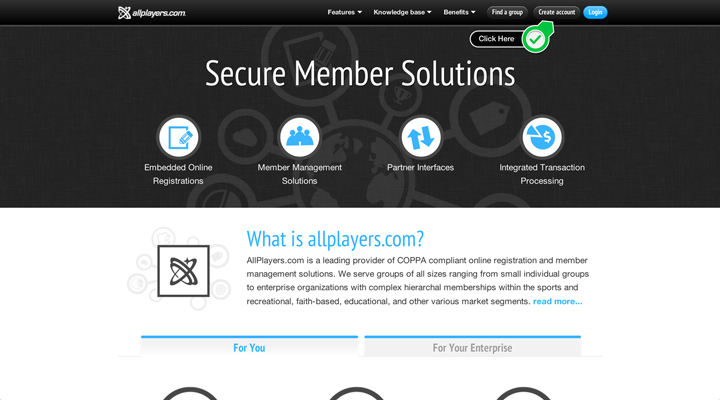 allplayers.com
Features Knowledge base Benefits Find a group Create account Login
Click Here
Secure Member Solutions
Embedded Online Registrations
Member Management Solutions
Partner Interfaces
Integrated Transaction Processing
What is allplayers.com?
AllPlayers.com is a leading provider of COPPA compliant online registration and member
management solutions. We serve groups of all sizes ranging from small individual groups
to enterprise organizations with complex hierarchal memberships within the sports and
recreational, faith-based, educational, and other various market segments. read more...
For You
For Your Enterprise